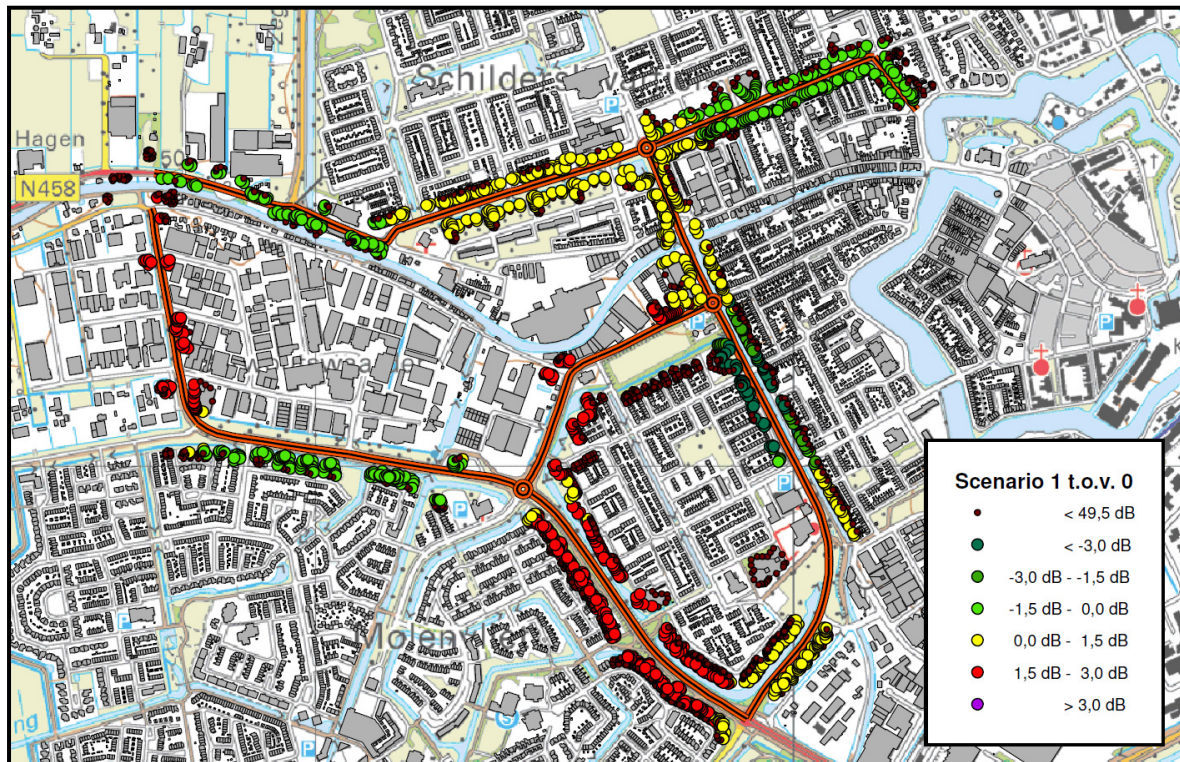 Hagen
50
N458
P
P
P
P
P
P
S
P
Scenario 1 t.o.v. 0
< 49,5 dB
< -3,0 dB
-3,0 dB - -1,5 dB
-1,5 dB - 0,0 dB
0,0 dB - 1,5 dB
1,5 dB - 3,0 dB
> 3,0 dB